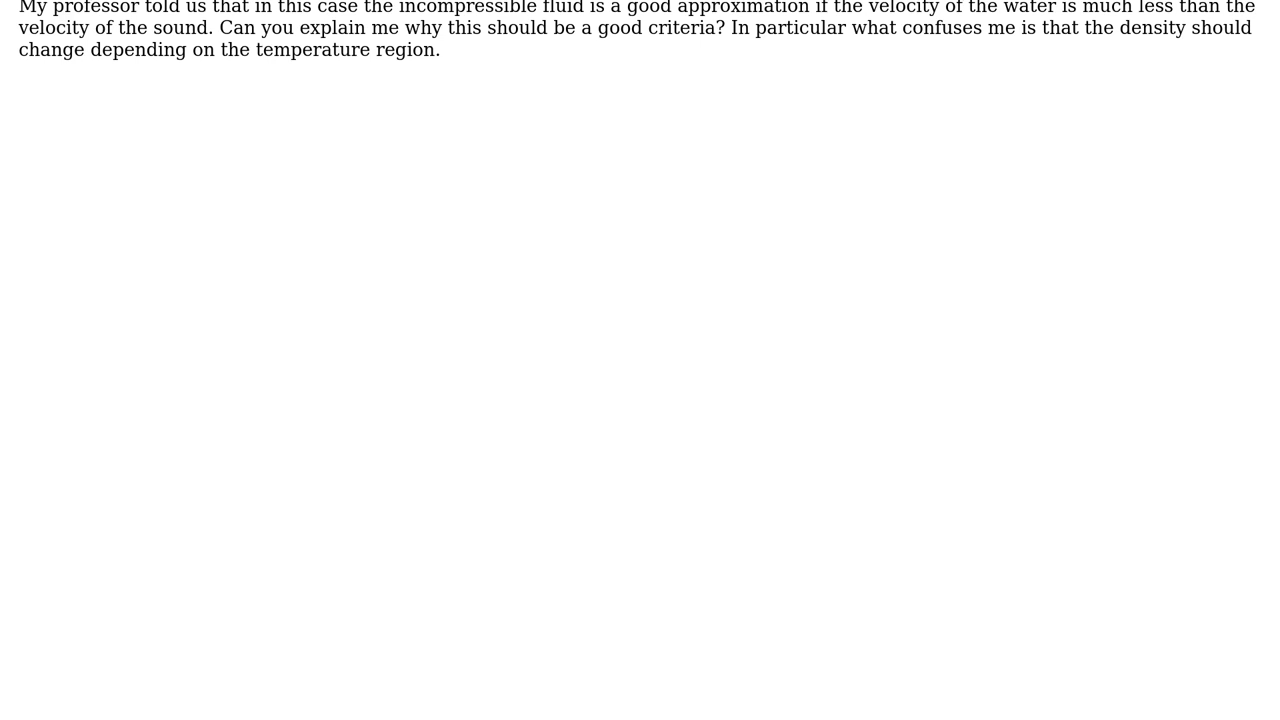 My professor told us that in this case the incompressible fluid is a good approximation if the velocity of the water is much less than the
velocity of the sound. Can you explain me why this should be a good criteria? In particular what confuses me is that the density should
change depending on the temperature region.